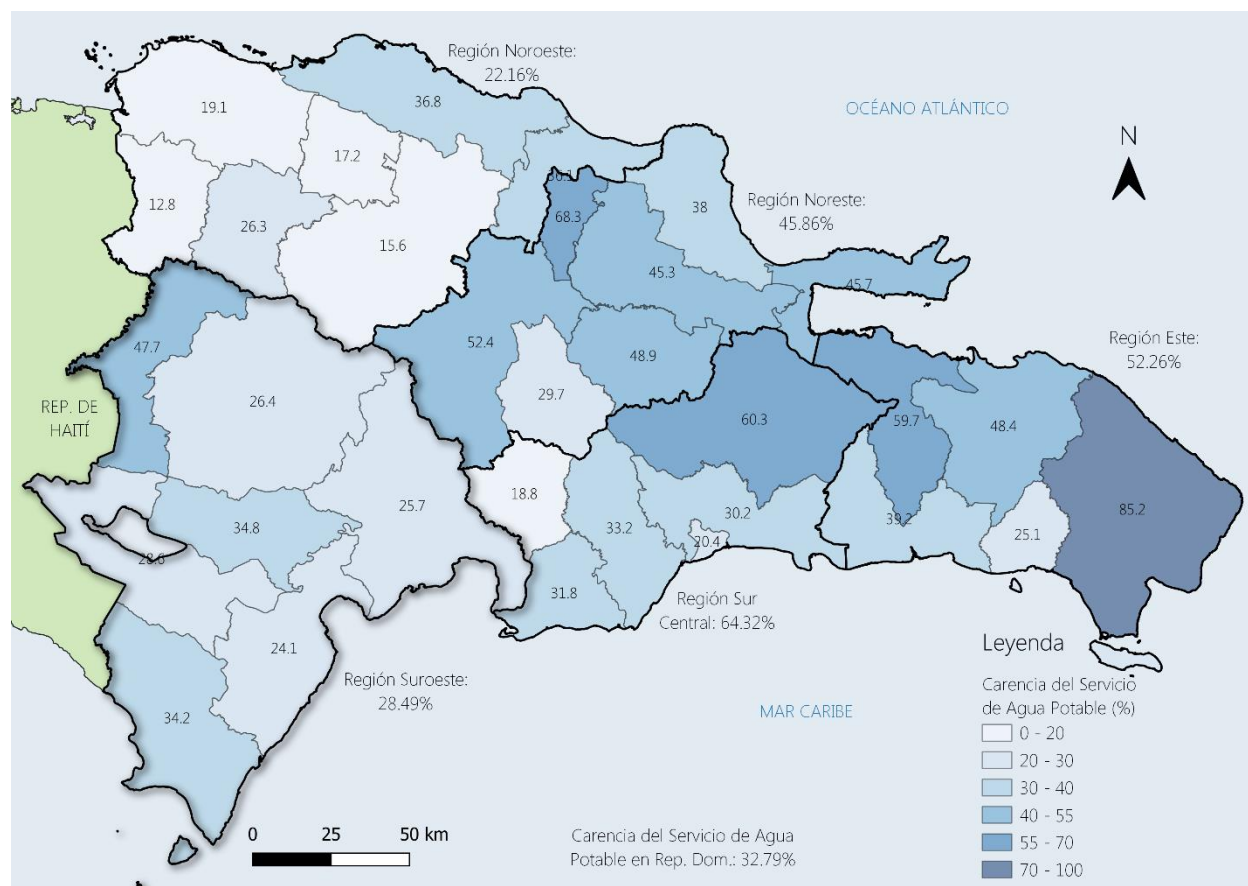 Región Noroeste:
22.16%
36.8
19.1
OCÉANO ATLÁNTICO
N
17.2
12.8
26.3
15.6
68.3
38
Región Noreste:
45.86%
45.3
45.7
47.7
52.4
48.9
Región Este:
52.26%
REP. DE
HAITÍ
26.4
29.7
60.3
59.7
48.4
25.7
18.8
34.8
33.2
30.2
20.4
39.2
25.1
85.2
28.6
31.8
Región Sur
Central: 64.32%
24.1
Región Suroeste:
28.49%
34.2
MAR CARIBE
Leyenda
Carencia del Servicio
de Agua Potable (%)
0 - 20
20 - 30
30 - 40
40 - 55
55 - 70
70 - 100
0 25 50 km
Carencia del Servicio de Agua
Potable en Rep. Dom.: 32.79%